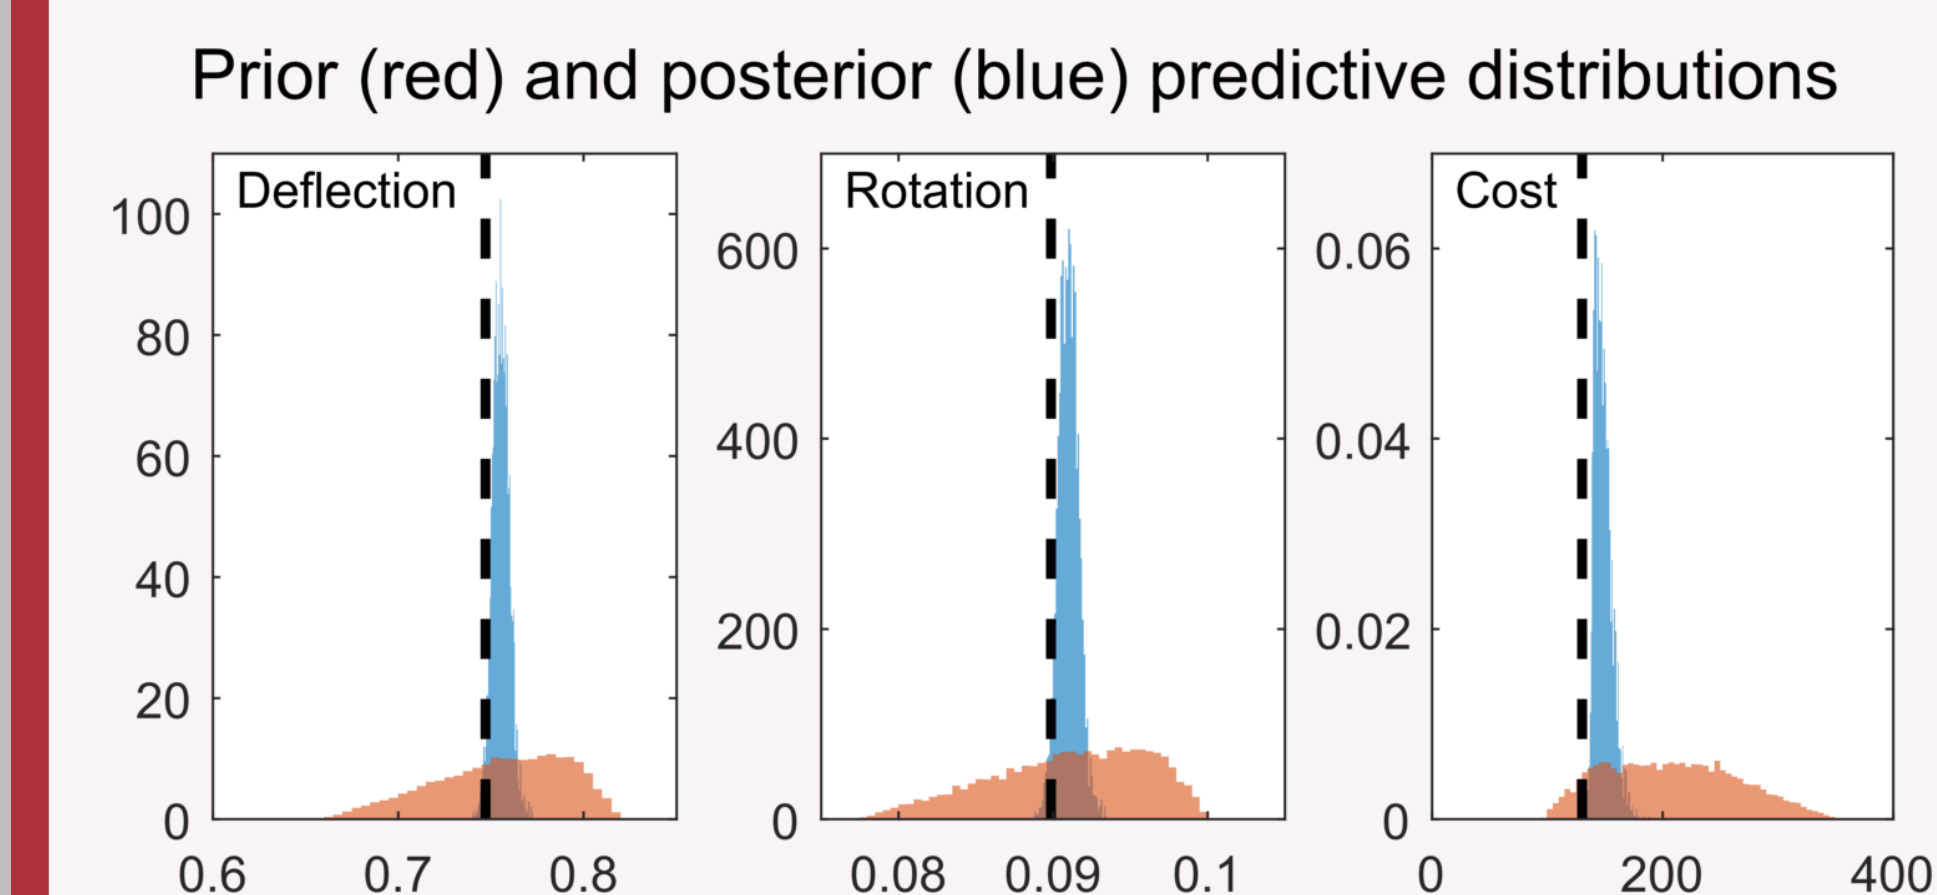 Prior (red) and posterior (blue) predictive distributions
Deflection
100
80
60
40
20
0
0.6 0.7 0.8
Rotation
600
400
200
0
0.08 0.09 0.1
Cost
0.06
0.04
0.02
0
0 200 400